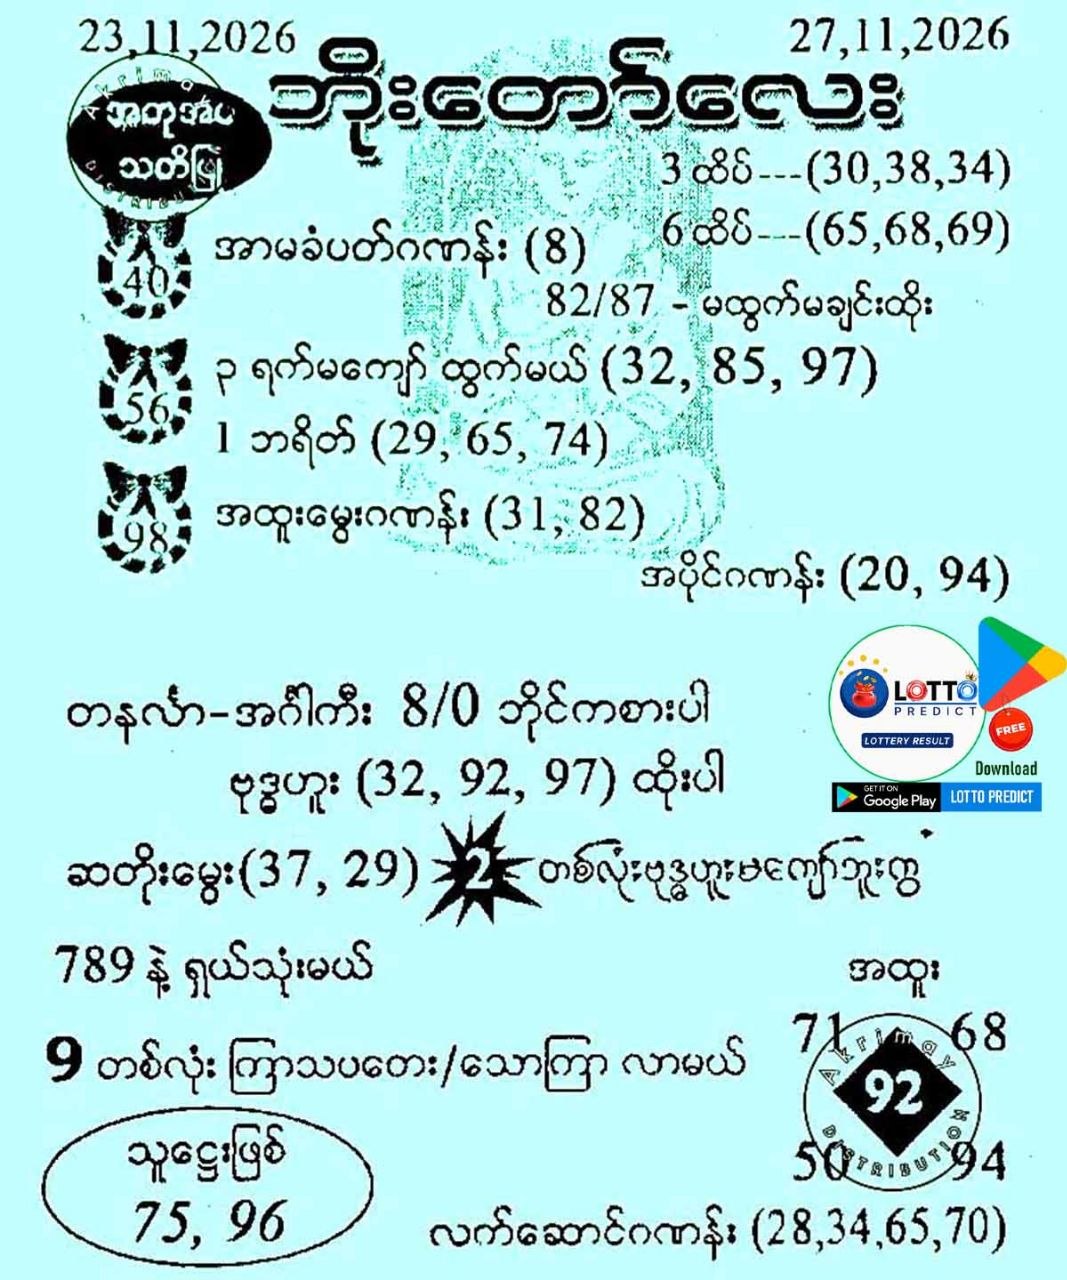 23,11,2026 27,11,2026
ဘိုးတော်လေး
အတုအပ
သတိပြု
3 ထိပ်---(30,38,34)
6 ထိပ်---(65,68,69)
အာမခံပတ်ဂဏန်း (8)
40
82/87 - မထွက်မချင်းထိုး
၃ ရက်မကျော် ထွက်မယ် (32, 85, 97)
56
1 ဘရိတ် (29, 65, 74)
အထူးမွေးဂဏန်း (31, 82)
98
အပိုင်ဂဏန်း (20, 94)
LOTTO
PREDICT
LOTTERY RESULT
FREE
Download
GET IT ON
Google Play LOTTO PREDICT
တနင်္လာ-အင်္ဂါကီး 8/0 ဘိုင်ကစားပါ
ဗုဒ္ဓဟူး (32, 92, 97) ထိုးပါ
ဆတိုးမွေး(37, 29) 2 တစ်လုံးဗုဒ္ဓဟူးမကျော်ဘူးကွ
789 နဲ့ ရှယ်သုံးမယ်
အထူး
71 68
92
50 94
Akrimay
DISTRIBUTION
9 တစ်လုံး ကြာသပတေး/သောကြာ လာမယ်
သူဌေးဖြစ်
75, 96
လက်ဆောင်ဂဏန်း (28,34,65,70)